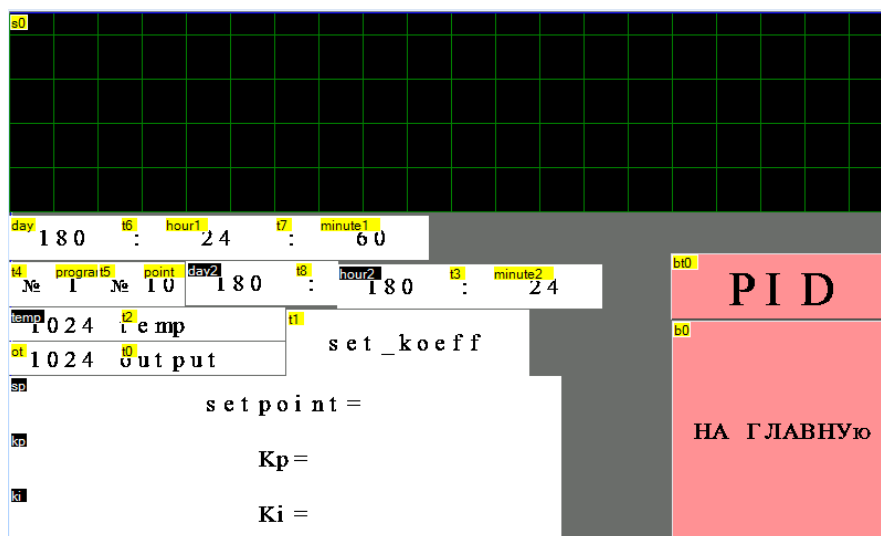 s0
day 180 t6 : hour1 24 t7 : minute1 60
t4 № t5 № point 10 day2 180 t8 : hour2 180 t3 : minute2 24
bt0 PID
temp 1024 t2 Temp
ot 1024 t0 output
t1 set_koeff
b0
sp setpoint=
НА ГЛАВНУю
kp Kp=
ki Ki=